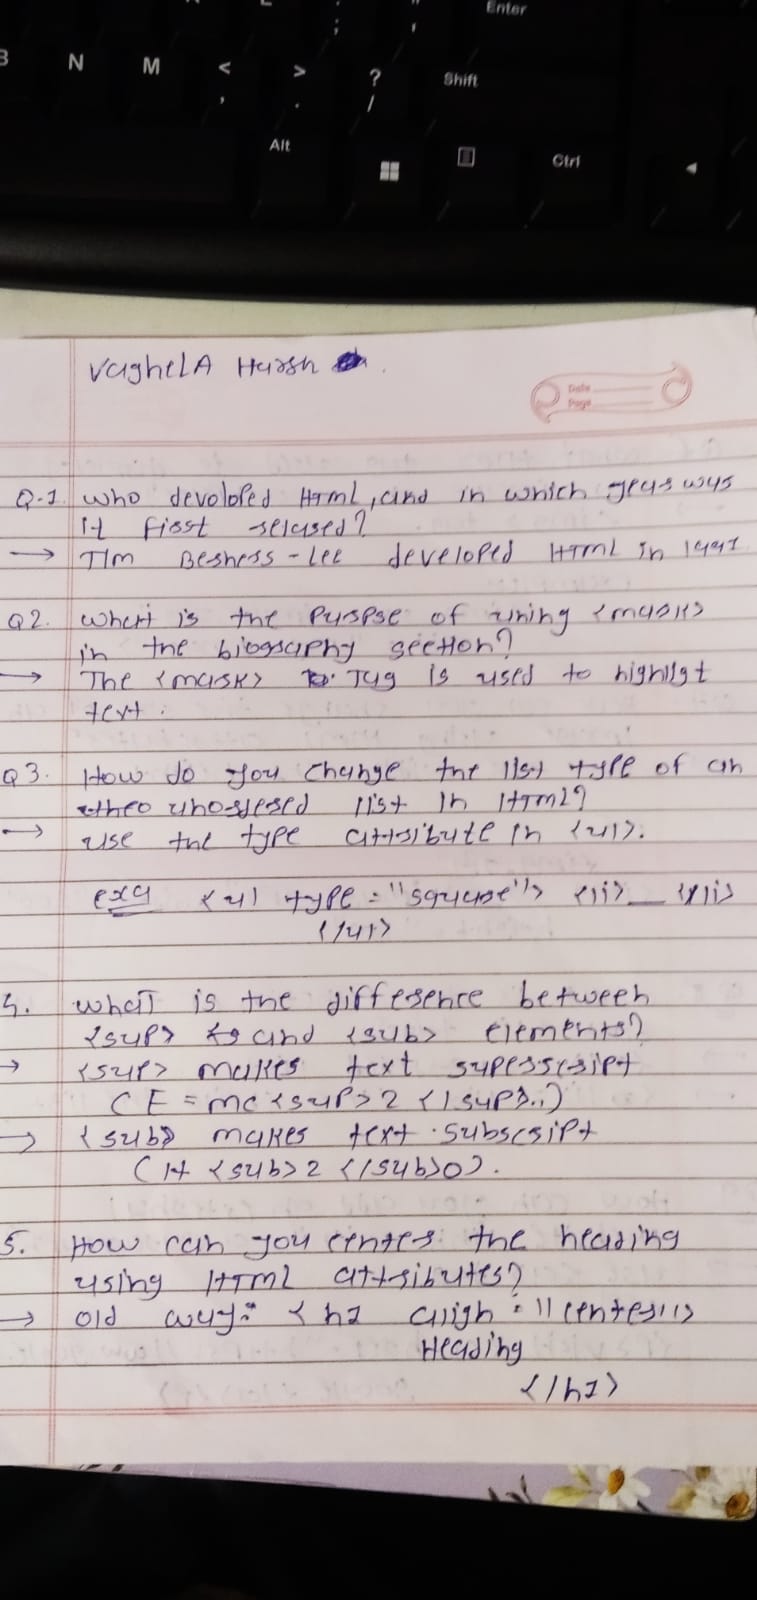 Enter
B N M < > ? Shift
; '
, . /
Alt Ctrl
Vaghela Harsh
Date
Page
Q-1. Who devoloped Html, and in which year was
it first relased?
→ Tim Berners-Lee developed HTML in 1991
Q2. What is the purpse of using <mark>
in the biography section?
→ The <mark> Tag is used to highligt
text.
Q3. How do you change the list type of an
unordered list in HTML?
→ use the type attribute in <ul>.
exa <ul type="square"> <li>__</li>
</ul>
4. What is the difference between
<sup> and <sub> elements?
→ <sup> makes text superscript
(E=mc<sup>2</sup>..)
→ <sub> makes text subscript
(H<sub>2</sub>O).
5. How can you center the heading
using HTML attributes?
→ old way: <h1 align="center">
Heading
</h1>